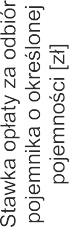 Stawka opłaty za odbiór
pojemnika o określonej
pojemności [zł]